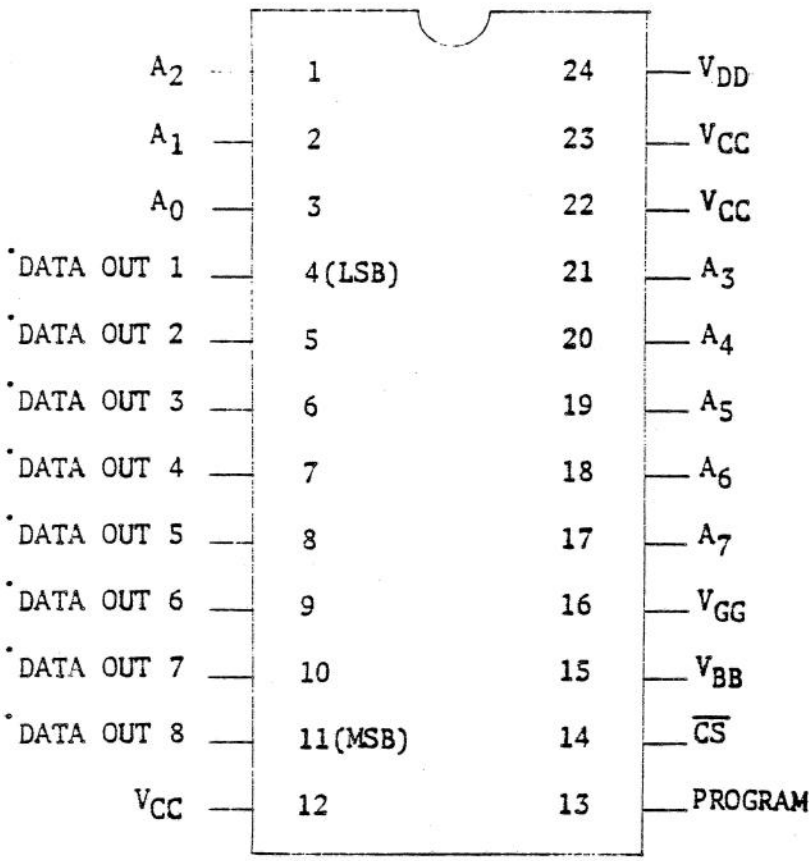 A2 1 24 VDD
A1 2 23 VCC
A0 3 22 VCC
DATA OUT 1 4(LSB) 21 A3
DATA OUT 2 5 20 A4
DATA OUT 3 6 19 A5
DATA OUT 4 7 18 A6
DATA OUT 5 8 17 A7
DATA OUT 6 9 16 VGG
DATA OUT 7 10 15 VBB
DATA OUT 8 11(MSB) 14 C̅S̅
VCC 12 13 PROGRAM